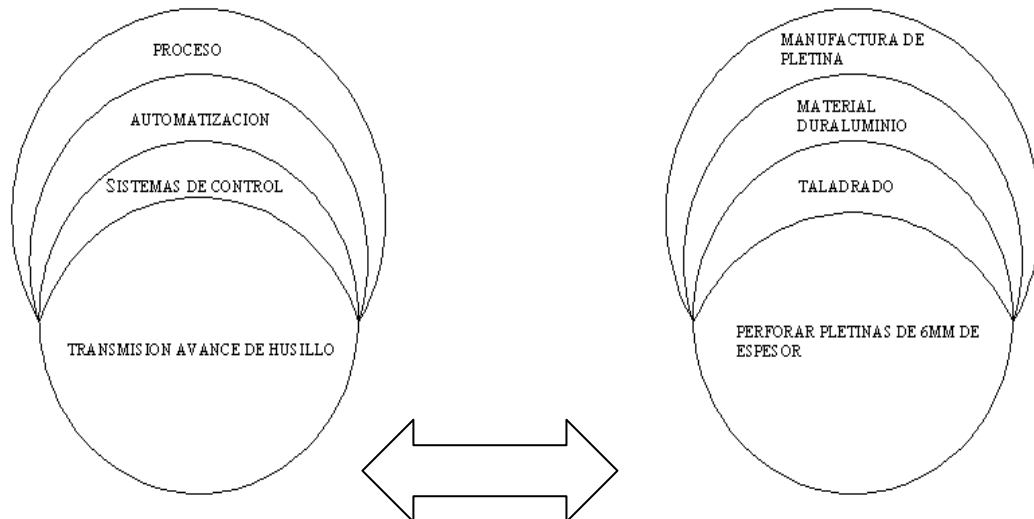 PROCESO
AUTOMATIZACION
SISTEMAS DE CONTROL
TRANSMISION AVANCE DE HUSILLO
MANUFACTURA DE
PLETINA
MATERIAL
DURALUMINIO
TALADRADO
PERFORAR PLETINAS DE 6MM DE
ESPESOR